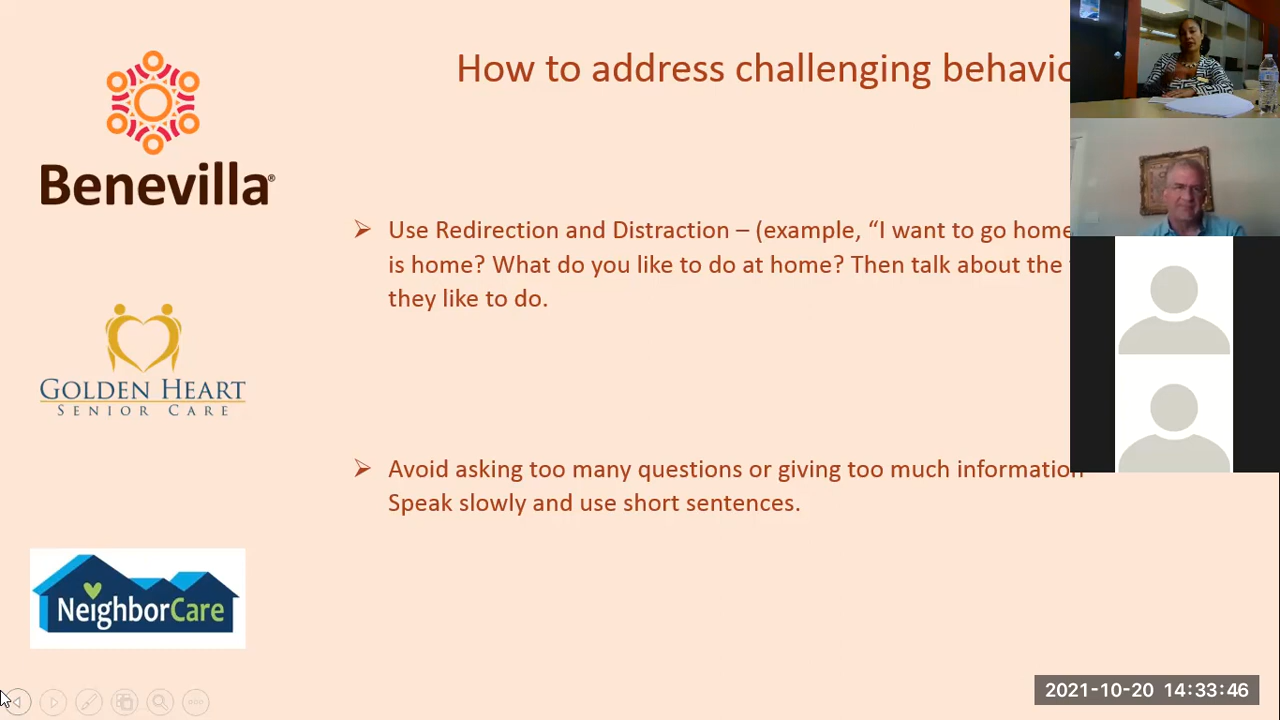 How to address challenging behavio
Benevilla®
Use Redirection and Distraction – (example, “I want to go home
is home? What do you like to do at home? Then talk about the
they like to do.
GOLDEN HEART
SENIOR CARE
Avoid asking too many questions or giving too much information
Speak slowly and use short sentences.
NeighborCare
2021-10-20 14:33:46